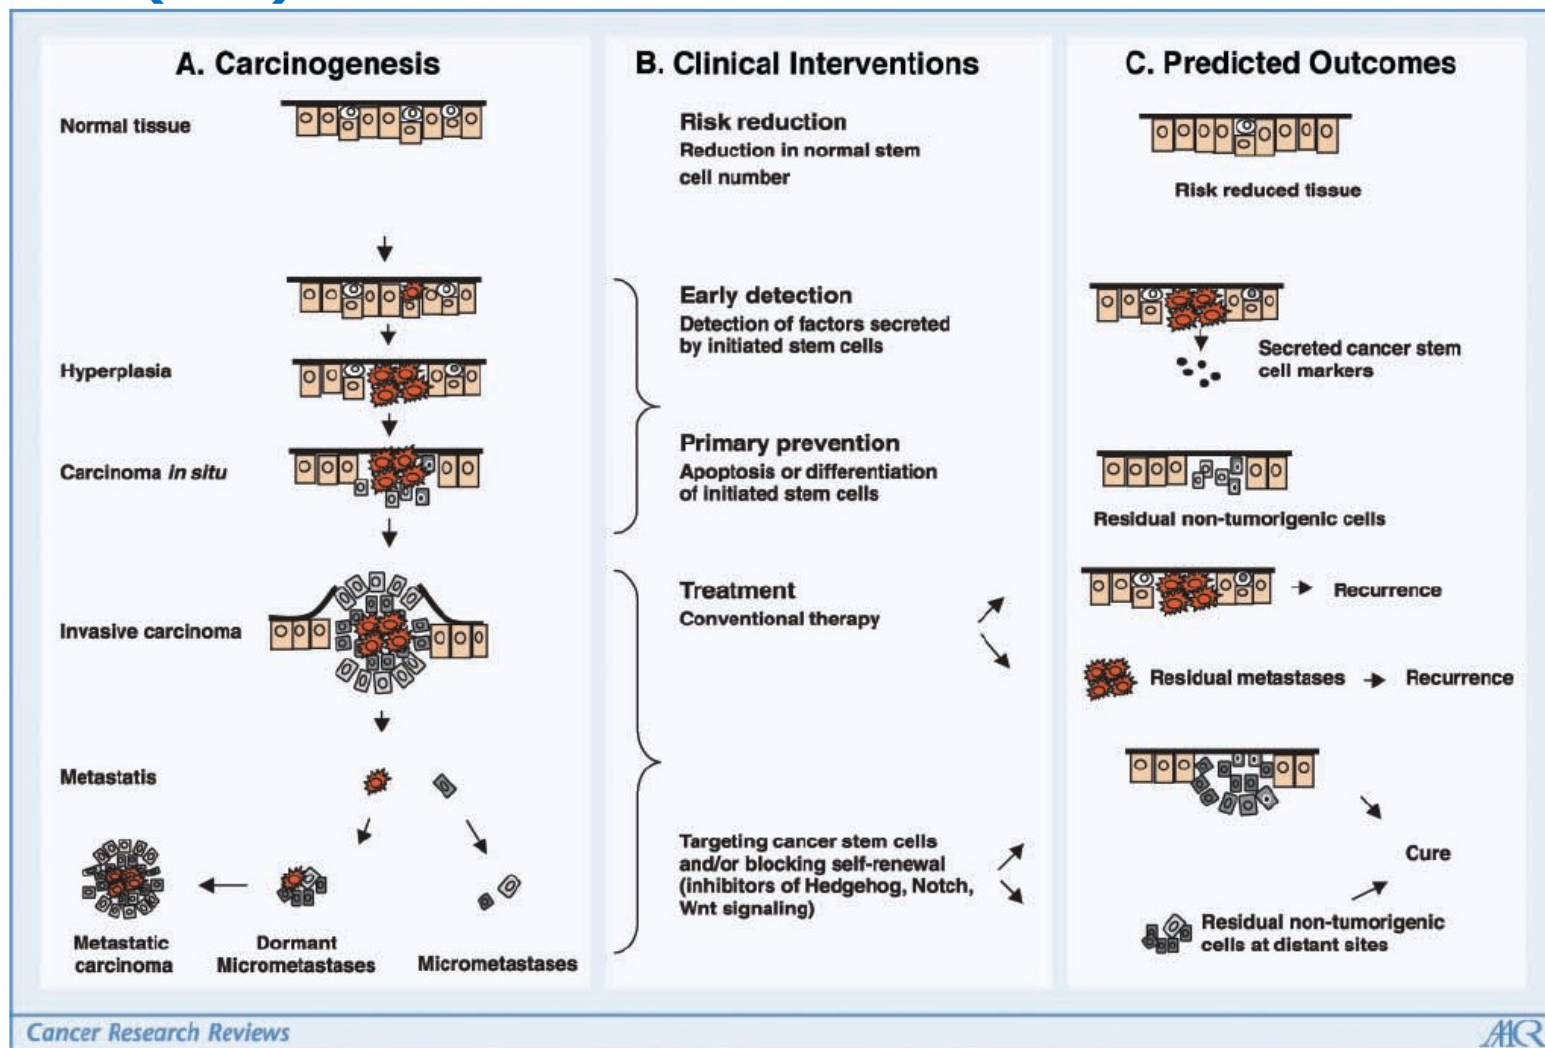 A. Carcinogenesis
Normal tissue
Hyperplasia
Carcinoma in situ
Invasive carcinoma
Metastatis
Metastatic
carcinoma
Dormant
Micrometastases
Micrometastases
B. Clinical Interventions
Risk reduction
Reduction in normal stem
cell number
Early detection
Detection of factors secreted
by initiated stem cells
Primary prevention
Apoptosis or differentiation
of initiated stem cells
Treatment
Conventional therapy
Targeting cancer stem cells
and/or blocking self-renewal
(inhibitors of Hedgehog, Notch,
Wnt signaling)
C. Predicted Outcomes
Risk reduced tissue
Secreted cancer stem
cell markers
Residual non-tumorigenic cells
Recurrence
Residual metastases
Recurrence
Cure
Residual non-tumorigenic
cells at distant sites
Cancer Research Reviews
AACR